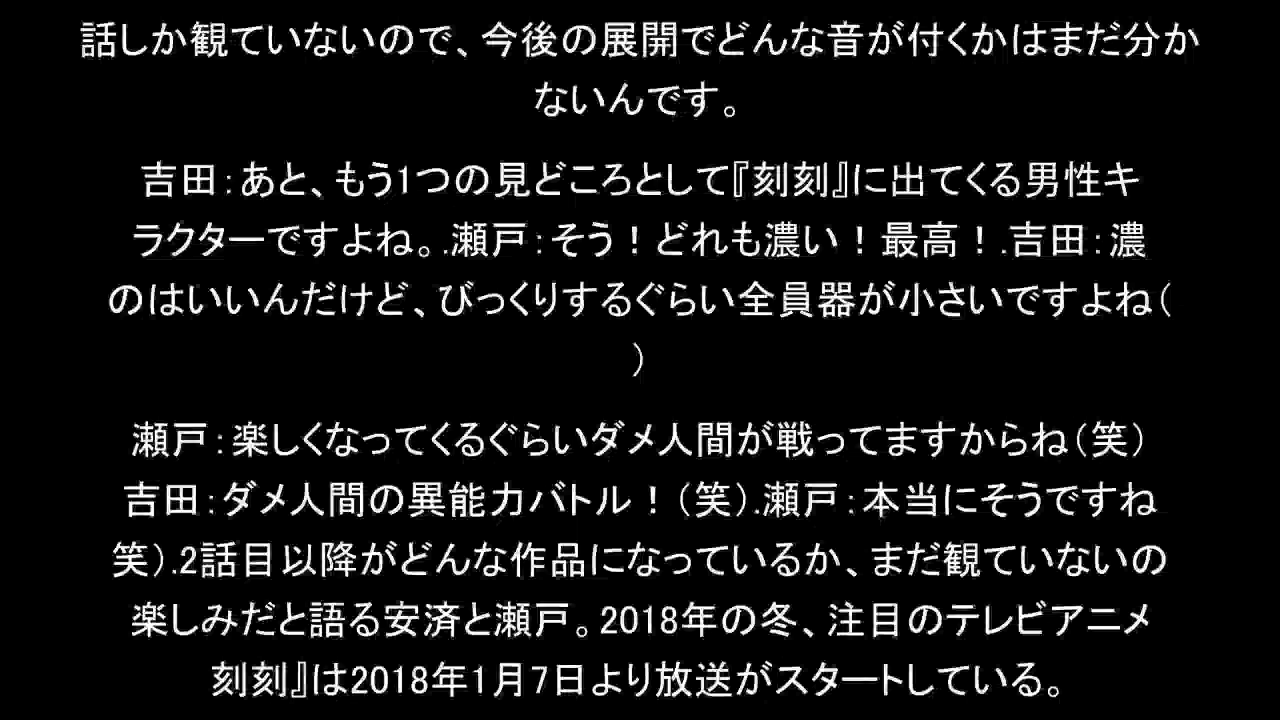 話しか観ていないので、今後の展開でどんな音が付くかはまだ分か
ないんです。
吉田：あと、もう1つの見どころとして『刻刻』に出てくる男性キ
ラクターですよね。.瀬戸：そう！どれも濃い！最高！.吉田：濃
のはいいんだけど、びっくりするぐらい全員器が小さいですよね（
）
瀬戸：楽しくなってくるぐらいダメ人間が戦ってますからね（笑）
吉田：ダメ人間の異能力バトル！（笑）.瀬戸：本当にそうですね
笑）.2話目以降がどんな作品になっているか、まだ観ていないの
楽しみだと語る安済と瀬戸。2018年の冬、注目のテレビアニメ
刻刻』は2018年1月7日より放送がスタートしている。